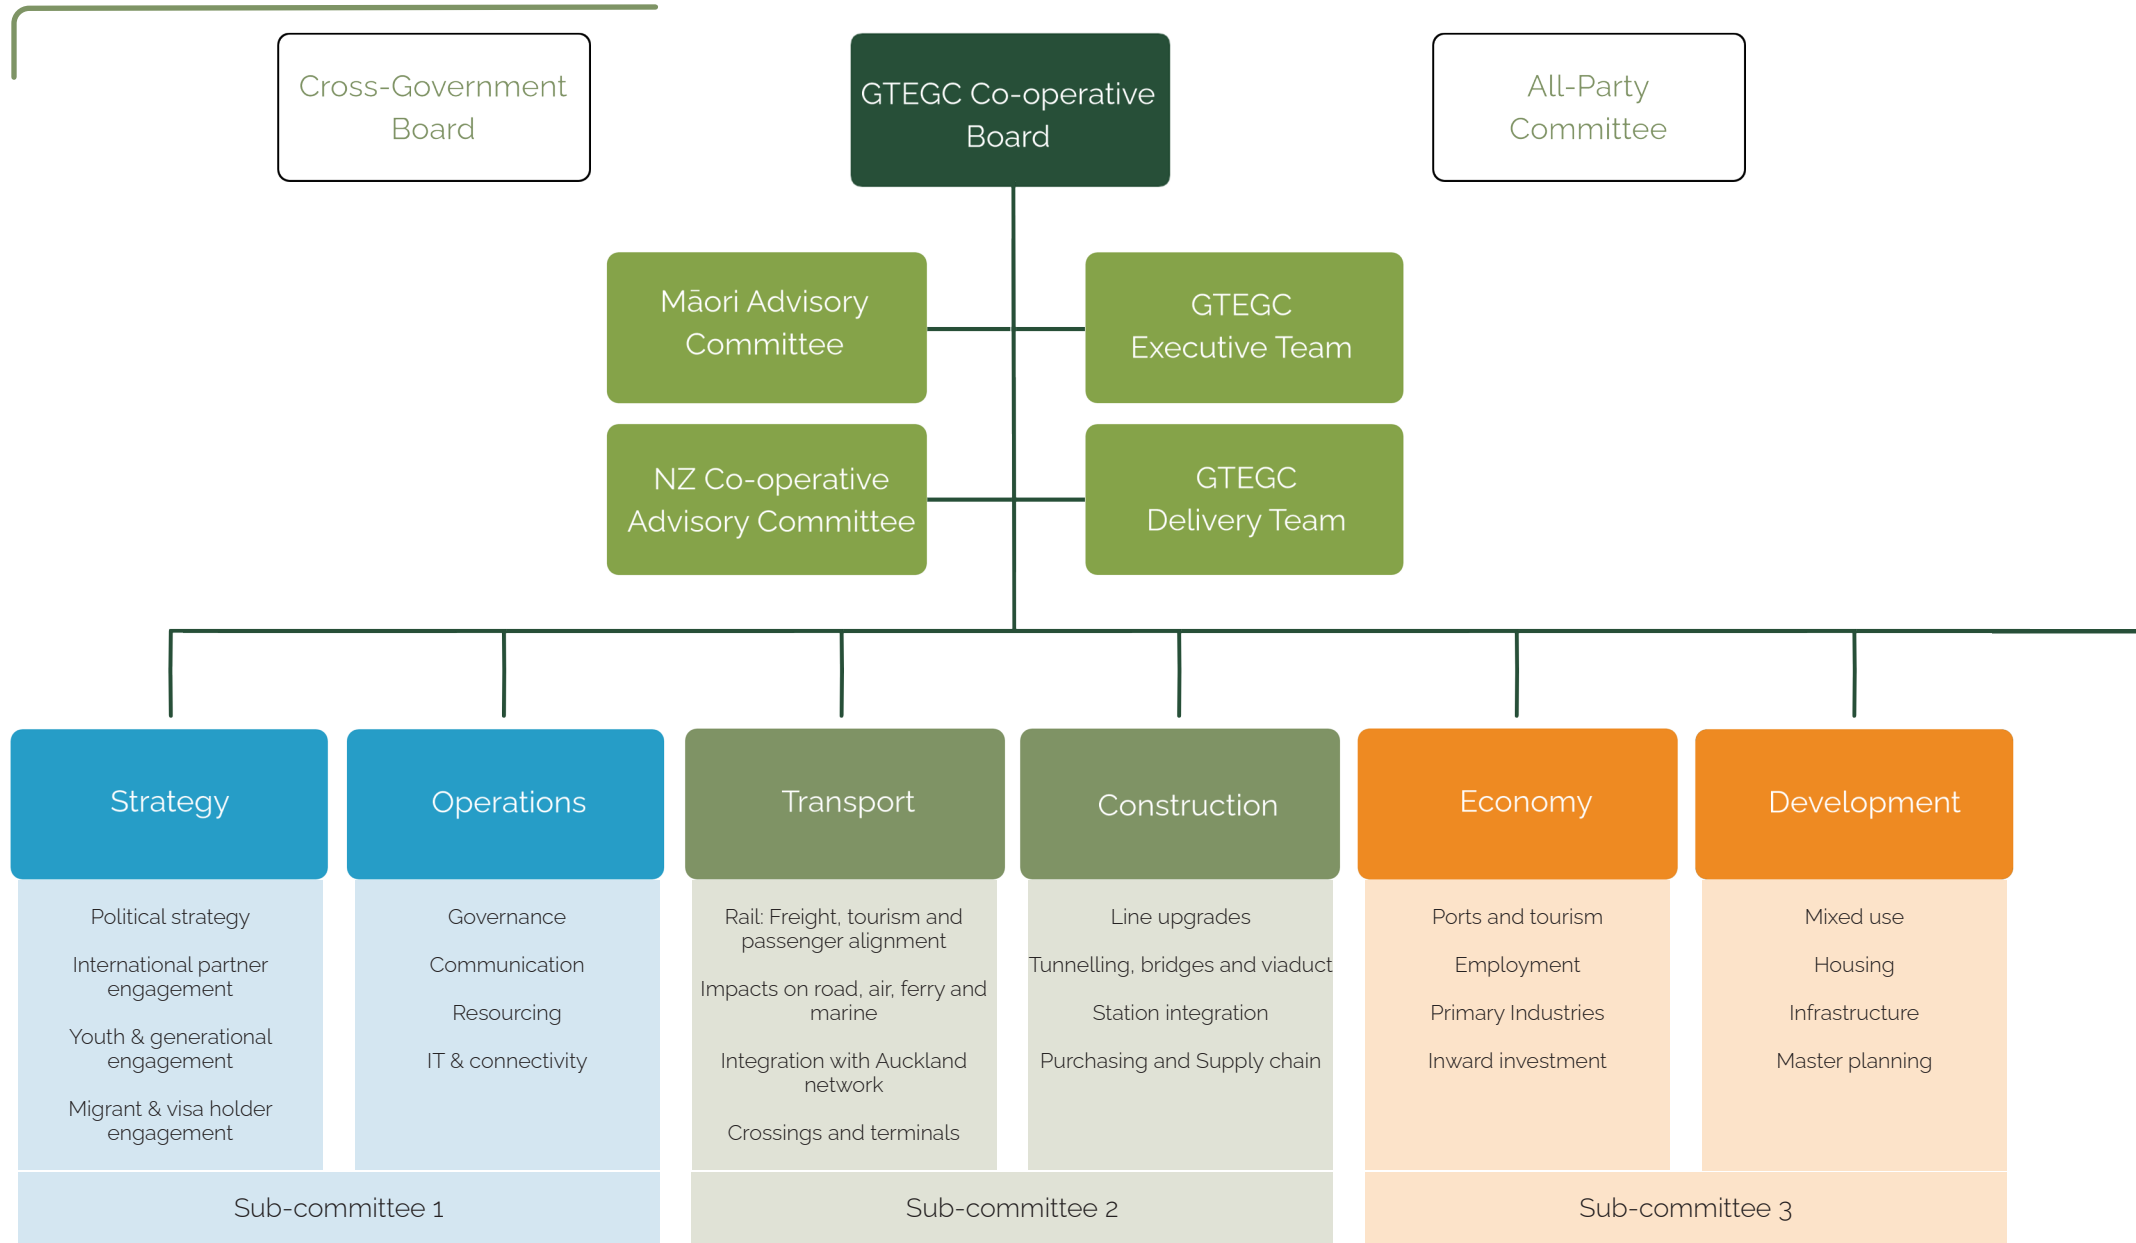 Cross-Government
Board
GTEGC Co-operative
Board
All-Party
Committee
Māori Advisory
Committee
GTEGC
Executive Team
NZ Co-operative
Advisory Committee
GTEGC
Delivery Team
Strategy
Political strategy
International partner
engagement
Youth & generational
engagement
Migrant & visa holder
engagement
Operations
Governance
Communication
Resourcing
IT & connectivity
Sub-committee 1
Transport
Rail: Freight, tourism and
passenger alignment
Impacts on road, air, ferry and
marine
Integration with Auckland
network
Crossings and terminals
Construction
Line upgrades
Tunnelling, bridges and viaduct
Station integration
Purchasing and Supply chain
Sub-committee 2
Economy
Ports and tourism
Employment
Primary Industries
Inward investment
Development
Mixed use
Housing
Infrastructure
Master planning
Sub-committee 3